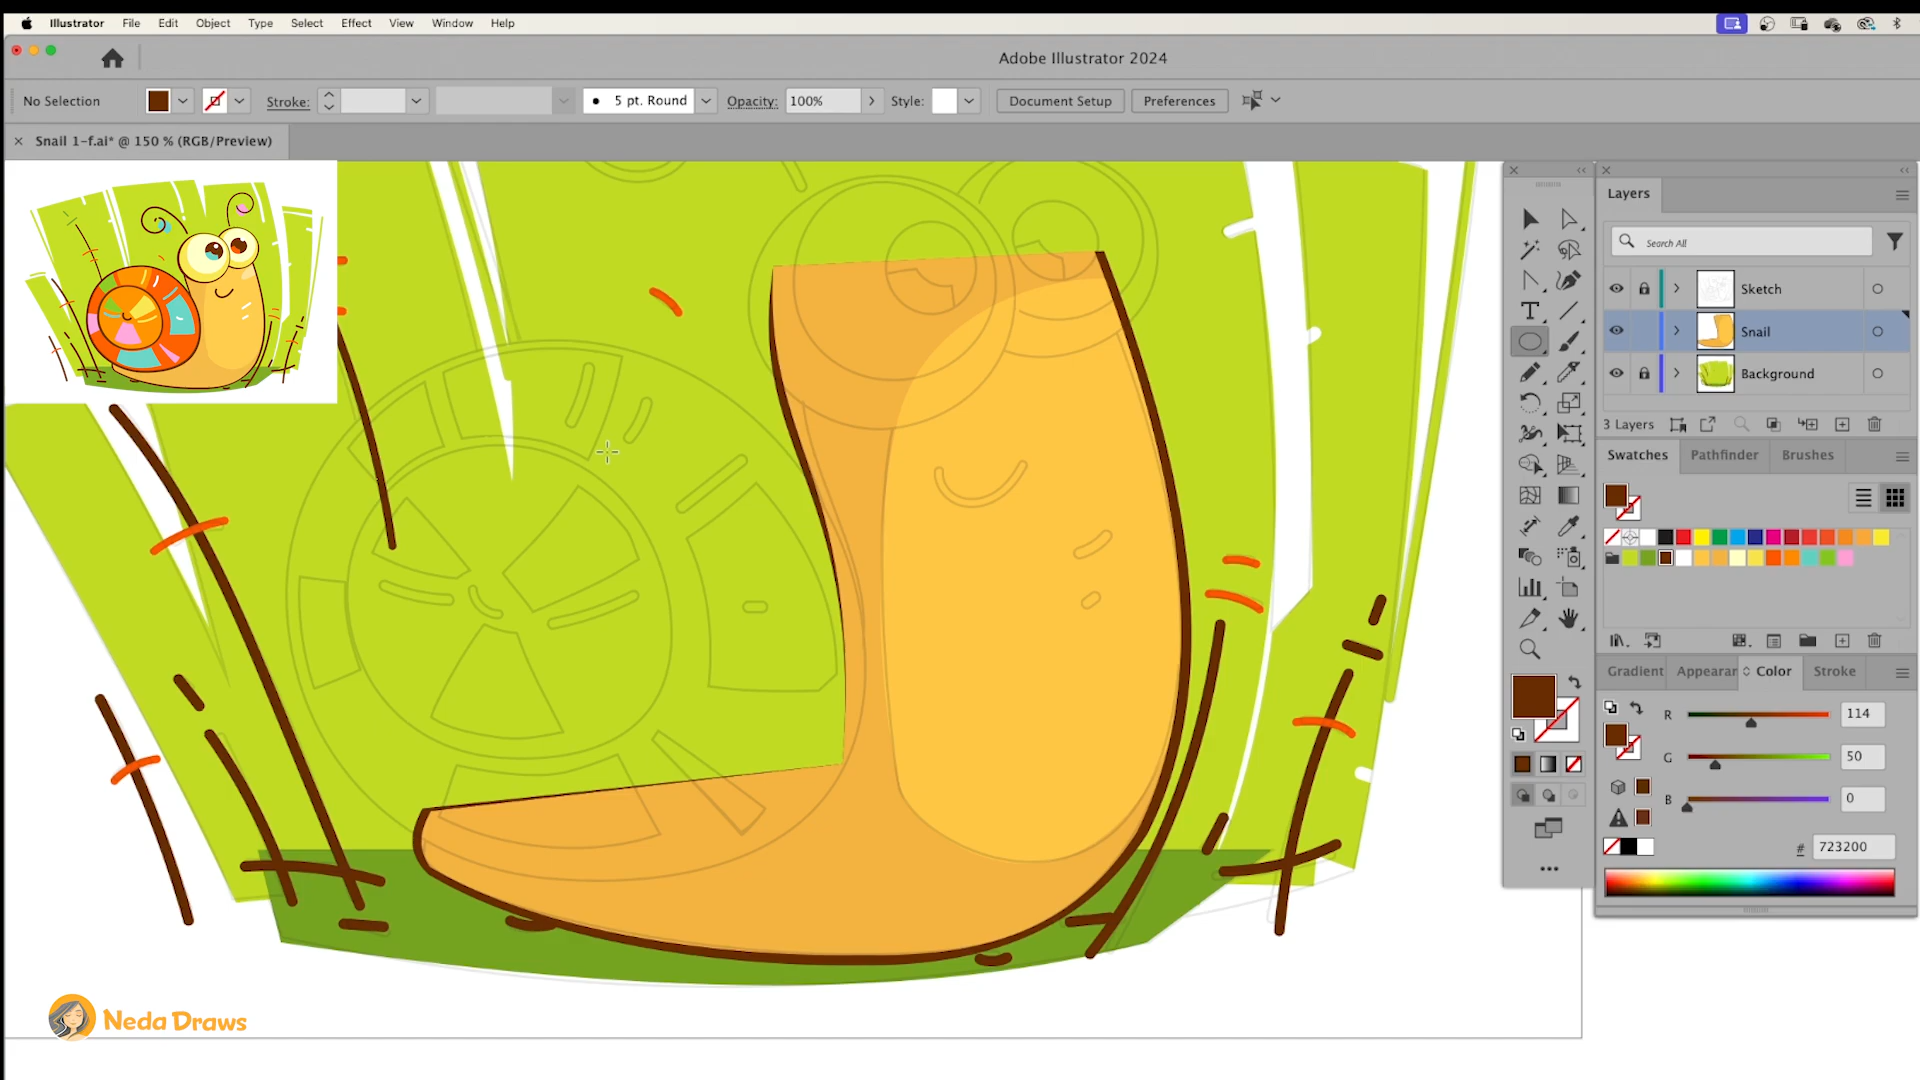 Illustrator File Edit Object Type Select Effect View Window Help
Adobe Illustrator 2024
No Selection Stroke: 5 pt. Round Opacity: 100% Style: Document Setup Preferences
Snail 1-f.ai* @ 150 % (RGB/Preview)
Layers
Search All
Sketch
Snail
Background
3 Layers
Swatches Pathfinder Brushes
Gradient Appearar Color Stroke
R 114
G 50
B 0
# 723200
Neda Draws